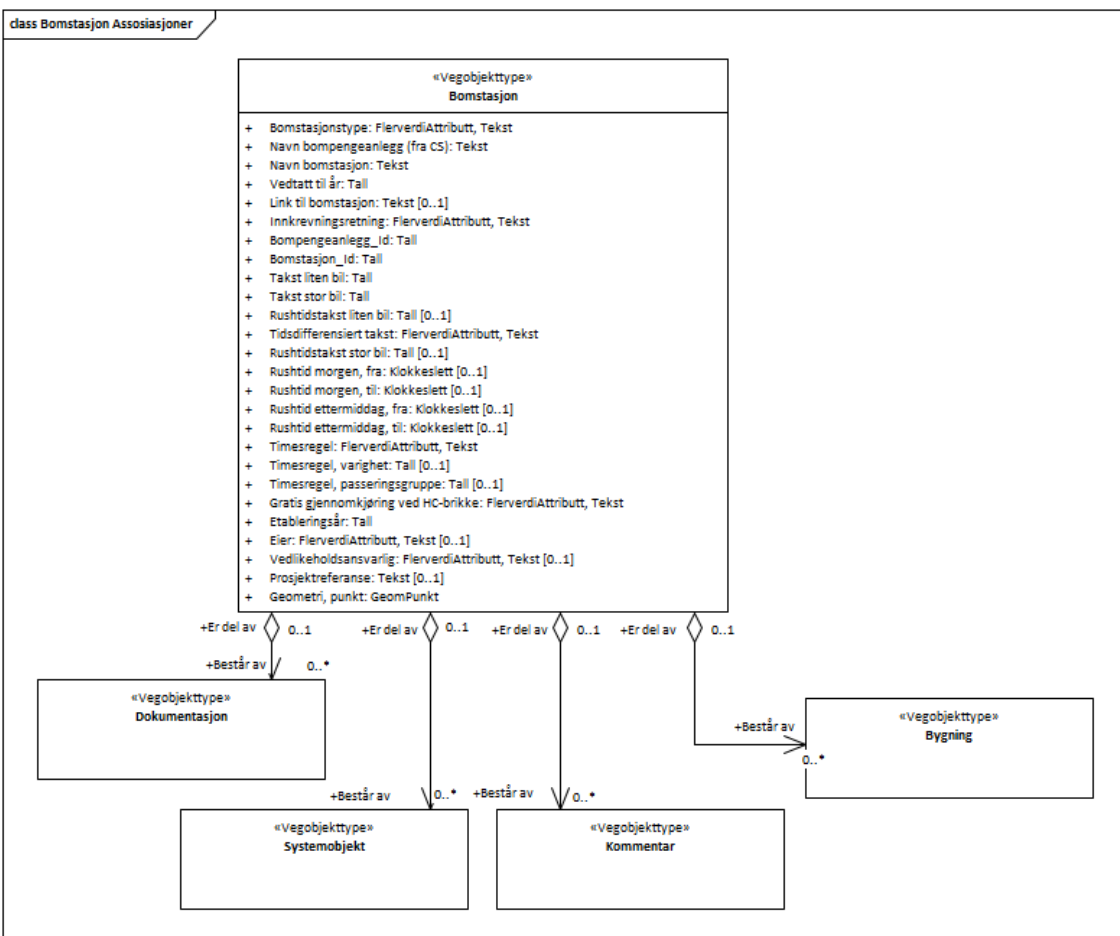 class Bomstasjon Assosiasjoner
«Vegobjekttype»
Bomstasjon
+ Bomstasjonstype: FlerverdiAttributt, Tekst
+ Navn bompengeanlegg (fra CS): Tekst
+ Navn bomstasjon: Tekst
+ Vedtatt til år: Tall
+ Link til bomstasjon: Tekst [0..1]
+ Innkrevningsretning: FlerverdiAttributt, Tekst
+ Bompengeanlegg_Id: Tall
+ Bomstasjon_Id: Tall
+ Takst liten bil: Tall
+ Takst stor bil: Tall
+ Rushtidstakst liten bil: Tall [0..1]
+ Tidsdifferensiert takst: FlerverdiAttributt, Tekst
+ Rushtidstakst stor bil: Tall [0..1]
+ Rushtid morgen, fra: Klokkeslett [0..1]
+ Rushtid morgen, til: Klokkeslett [0..1]
+ Rushtid ettermiddag, fra: Klokkeslett [0..1]
+ Rushtid ettermiddag, til: Klokkeslett [0..1]
+ Timesregel: FlerverdiAttributt, Tekst
+ Timesregel, varighet: Tall [0..1]
+ Timesregel, passeringsgruppe: Tall [0..1]
+ Gratis gjennomkjøring ved HC-brikke: FlerverdiAttributt, Tekst
+ Etableringsår: Tall
+ Eier: FlerverdiAttributt, Tekst [0..1]
+ Vedlikeholdsansvarlig: FlerverdiAttributt, Tekst [0..1]
+ Prosjektreferanse: Tekst [0..1]
+ Geometri, punkt: GeomPunkt
+Er del av 0..1 +Er del av 0..1 +Er del av 0..1 +Er del av 0..1
+Består av 0..*
«Vegobjekttype»
Dokumentasjon
+Består av 0..*
«Vegobjekttype»
Bygning
+Består av 0..* +Består av 0..*
«Vegobjekttype»
Systemobjekt
«Vegobjekttype»
Kommentar